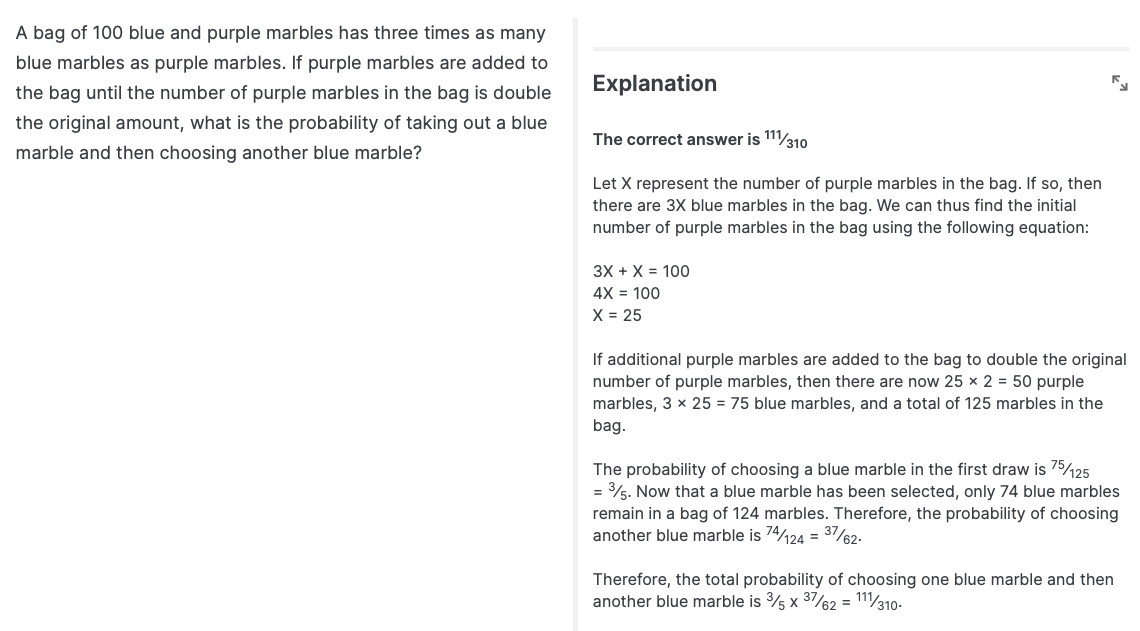 A bag of 100 blue and purple marbles has three times as many
blue marbles as purple marbles. If purple marbles are added to
the bag until the number of purple marbles in the bag is double
the original amount, what is the probability of taking out a blue
marble and then choosing another blue marble?
Explanation
The correct answer is ¹¹¹⁄₃₁₀
Let X represent the number of purple marbles in the bag. If so, then
there are 3X blue marbles in the bag. We can thus find the initial
number of purple marbles in the bag using the following equation:
3X + X = 100
4X = 100
X = 25
If additional purple marbles are added to the bag to double the original
number of purple marbles, then there are now 25 × 2 = 50 purple
marbles, 3 × 25 = 75 blue marbles, and a total of 125 marbles in the
bag.
The probability of choosing a blue marble in the first draw is ⁷⁵⁄₁₂₅
= ³⁄₅. Now that a blue marble has been selected, only 74 blue marbles
remain in a bag of 124 marbles. Therefore, the probability of choosing
another blue marble is ⁷⁴⁄₁₂₄ = ³⁷⁄₆₂.
Therefore, the total probability of choosing one blue marble and then
another blue marble is ³⁄₅ x ³⁷⁄₆₂ = ¹¹¹⁄₃₁₀.